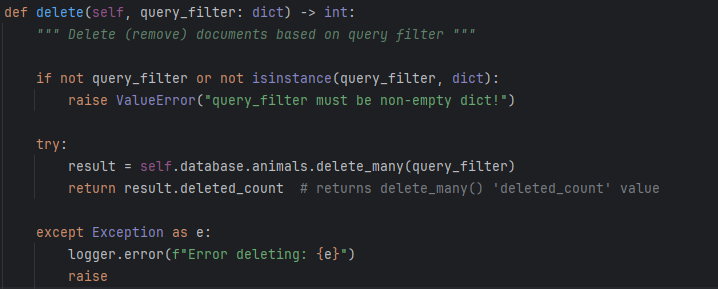 def delete(self, query_filter: dict) -> int:
    """ Delete (remove) documents based on query filter """

    if not query_filter or not isinstance(query_filter, dict):
        raise ValueError("query_filter must be non-empty dict!")

    try:
        result = self.database.animals.delete_many(query_filter)
        return result.deleted_count  # returns delete_many() 'deleted_count' value

    except Exception as e:
        logger.error(f"Error deleting: {e}")
        raise